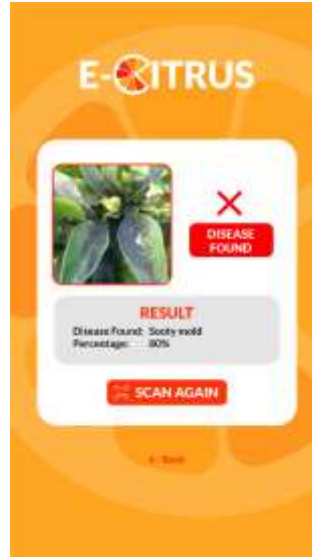 E-CITRUS
DISEASE
FOUND
RESULT
Disease Found: Sooty mold
Percentage: 80%
SCAN AGAIN